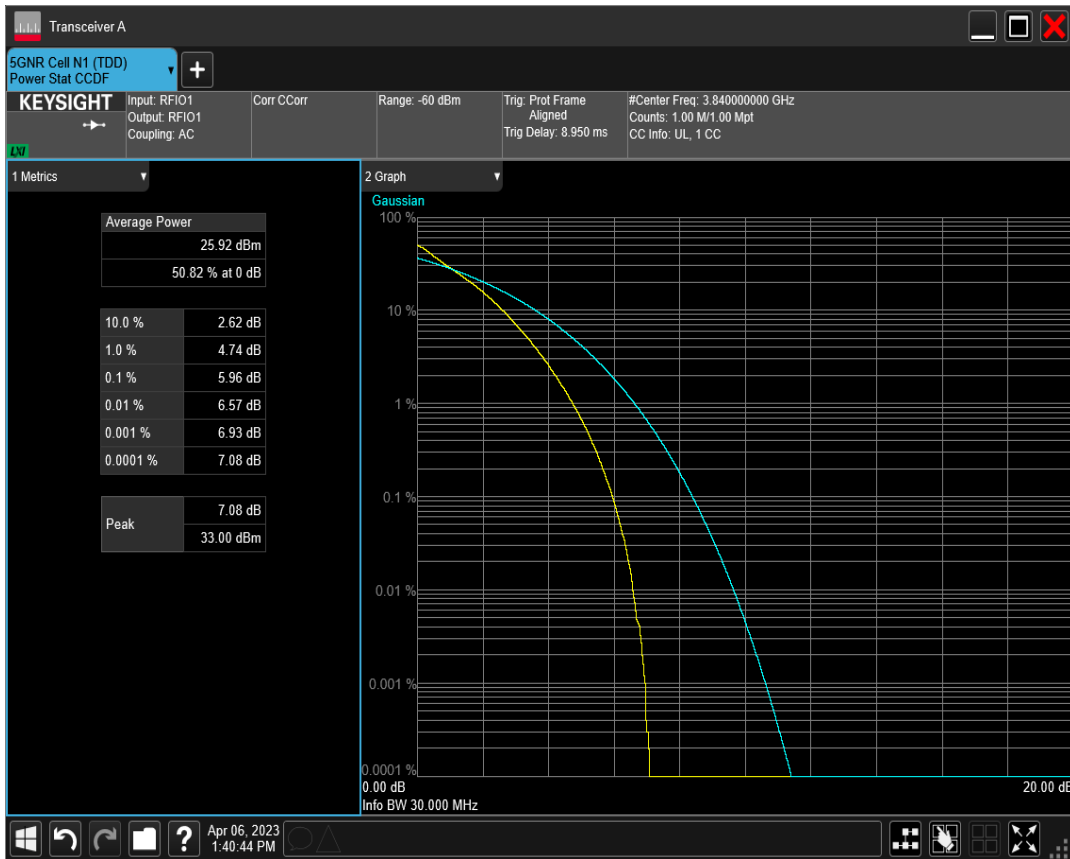 Transceiver A
5GNR Cell N1 (TDD)
Power Stat CCDF
+
KEYSIGHT
LXI
Input: RFIO1
Output: RFIO1
Coupling: AC
Corr CCorr
Range: -60 dBm
Trig: Prot Frame
Aligned
Trig Delay: 8.950 ms
#Center Freq: 3.840000000 GHz
Counts: 1.00 M/1.00 Mpt
CC Info: UL, 1 CC
1 Metrics
Average Power
25.92 dBm
50.82 % at 0 dB
10.0 % 2.62 dB
1.0 % 4.74 dB
0.1 % 5.96 dB
0.01 % 6.57 dB
0.001 % 6.93 dB
0.0001 % 7.08 dB
Peak
7.08 dB
33.00 dBm
2 Graph
Gaussian
100 %
10 %
1 %
0.1 %
0.01 %
0.001 %
0.0001 %
0.00 dB 20.00 dB
Info BW 30.000 MHz
?
Apr 06, 2023
1:40:44 PM